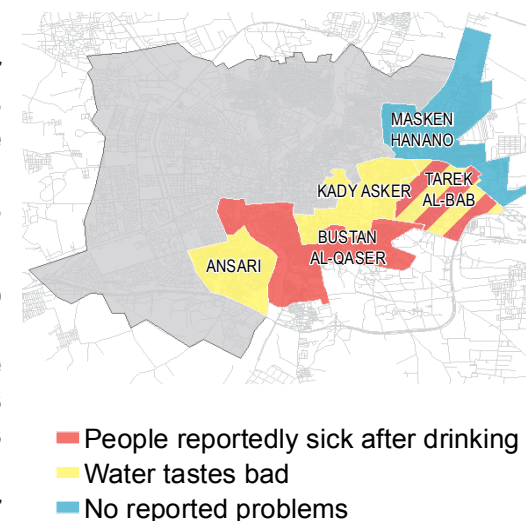 MASKEN
HANANO
KADY ASKER
TAREK
AL-BAB
BUSTAN
AL-QASER
ANSARI
People reportedly sick after drinking
Water tastes bad
No reported problems